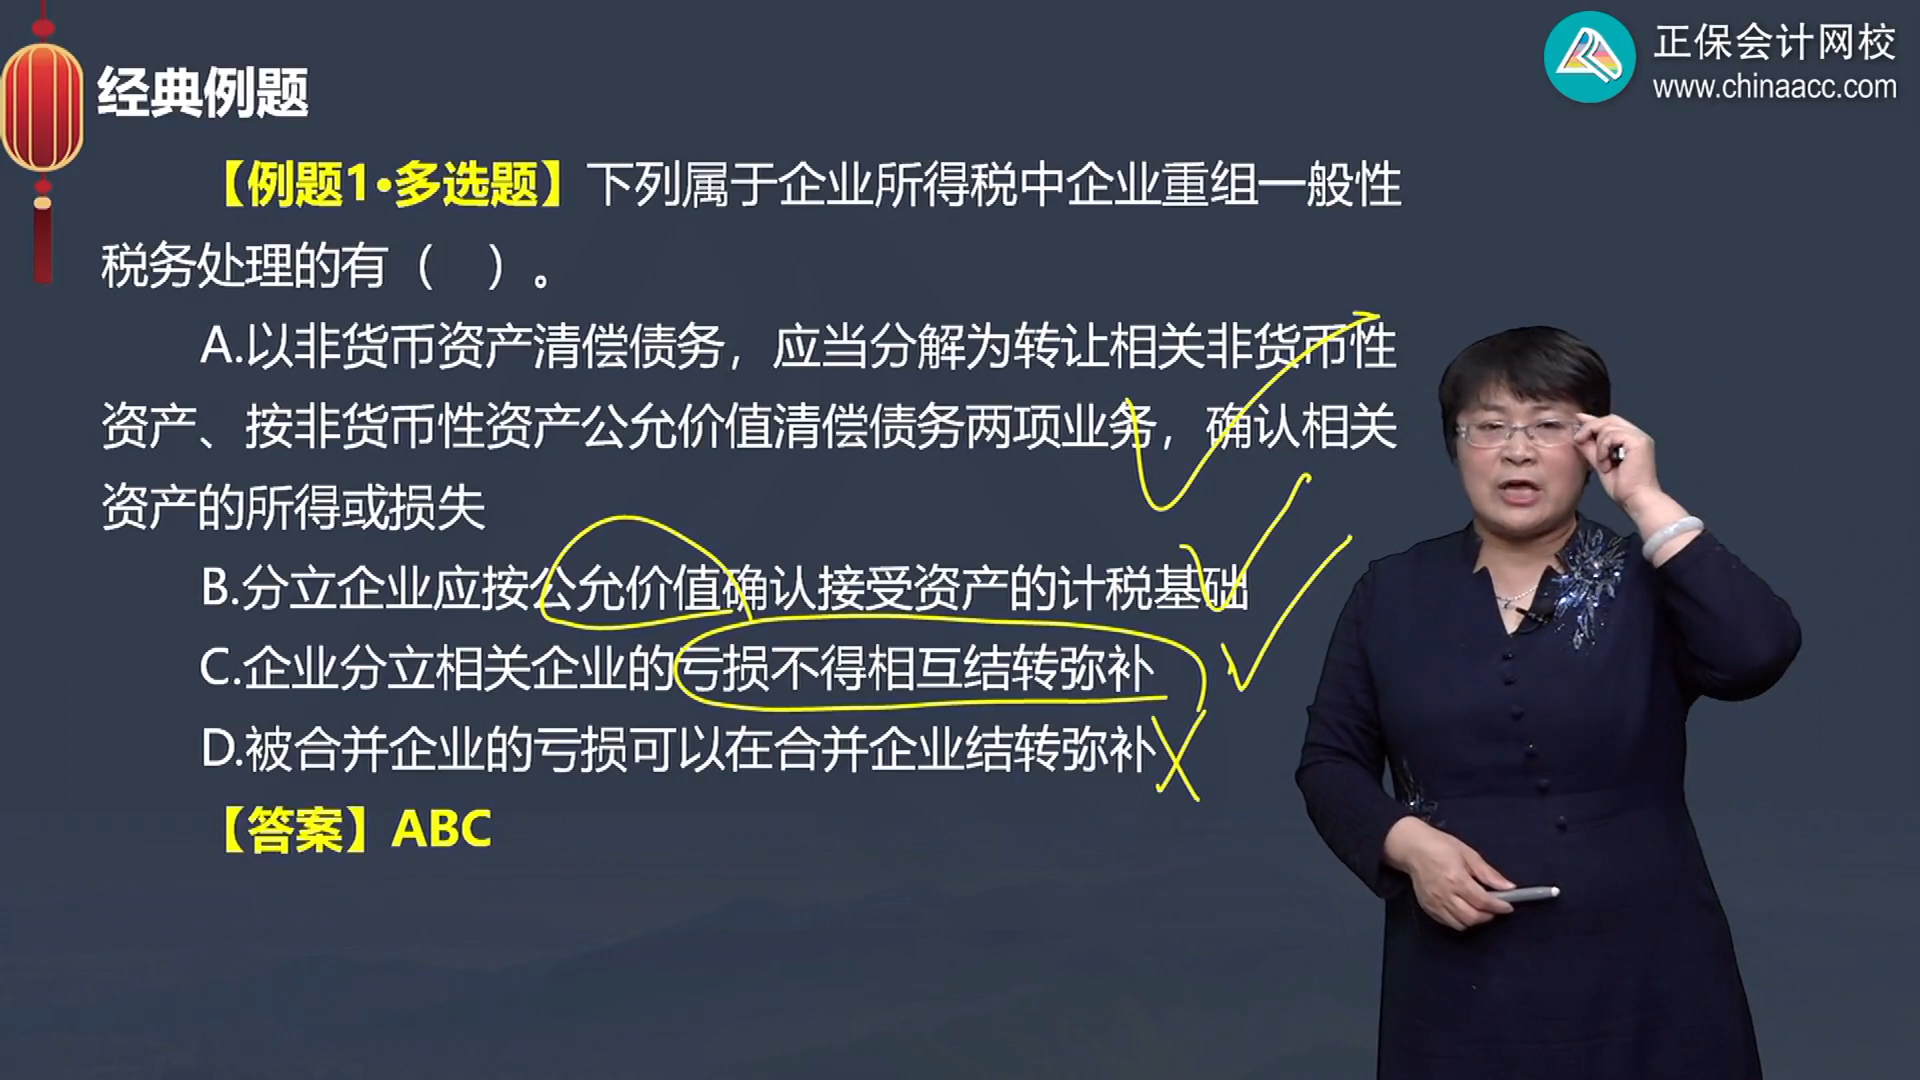 正保会计网校
www.chinaacc.com
经典例题
【例题1•多选题】下列属于企业所得税中企业重组一般性
税务处理的有（ ）。
A.以非货币资产清偿债务，应当分解为转让相关非货币性
资产、按非货币性资产公允价值清偿债务两项业务，确认相关
资产的所得或损失
B.分立企业应按公允价值确认接受资产的计税基础
C.企业分立相关企业的亏损不得相互结转弥补
D.被合并企业的亏损可以在合并企业结转弥补
【答案】ABC